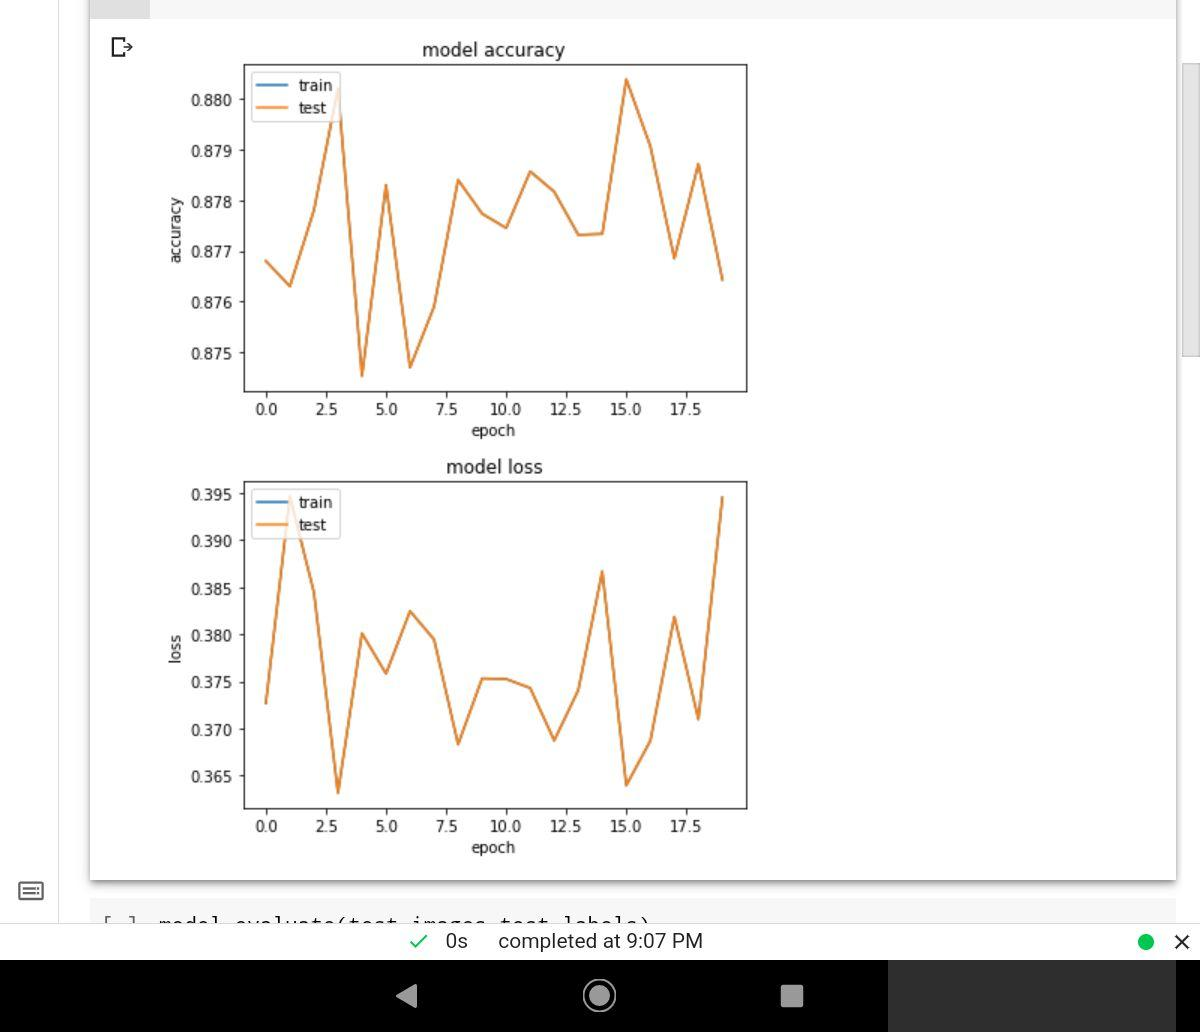 model accuracy
train
test
0.880
0.879
0.878
0.877
0.876
0.875
accuracy
0.0 2.5 5.0 7.5 10.0 12.5 15.0 17.5
epoch
model loss
train
test
0.395
0.390
0.385
0.380
0.375
0.370
0.365
loss
0.0 2.5 5.0 7.5 10.0 12.5 15.0 17.5
epoch
[ ] model.evaluate(test_images,test_labels)
0s completed at 9:07 PM